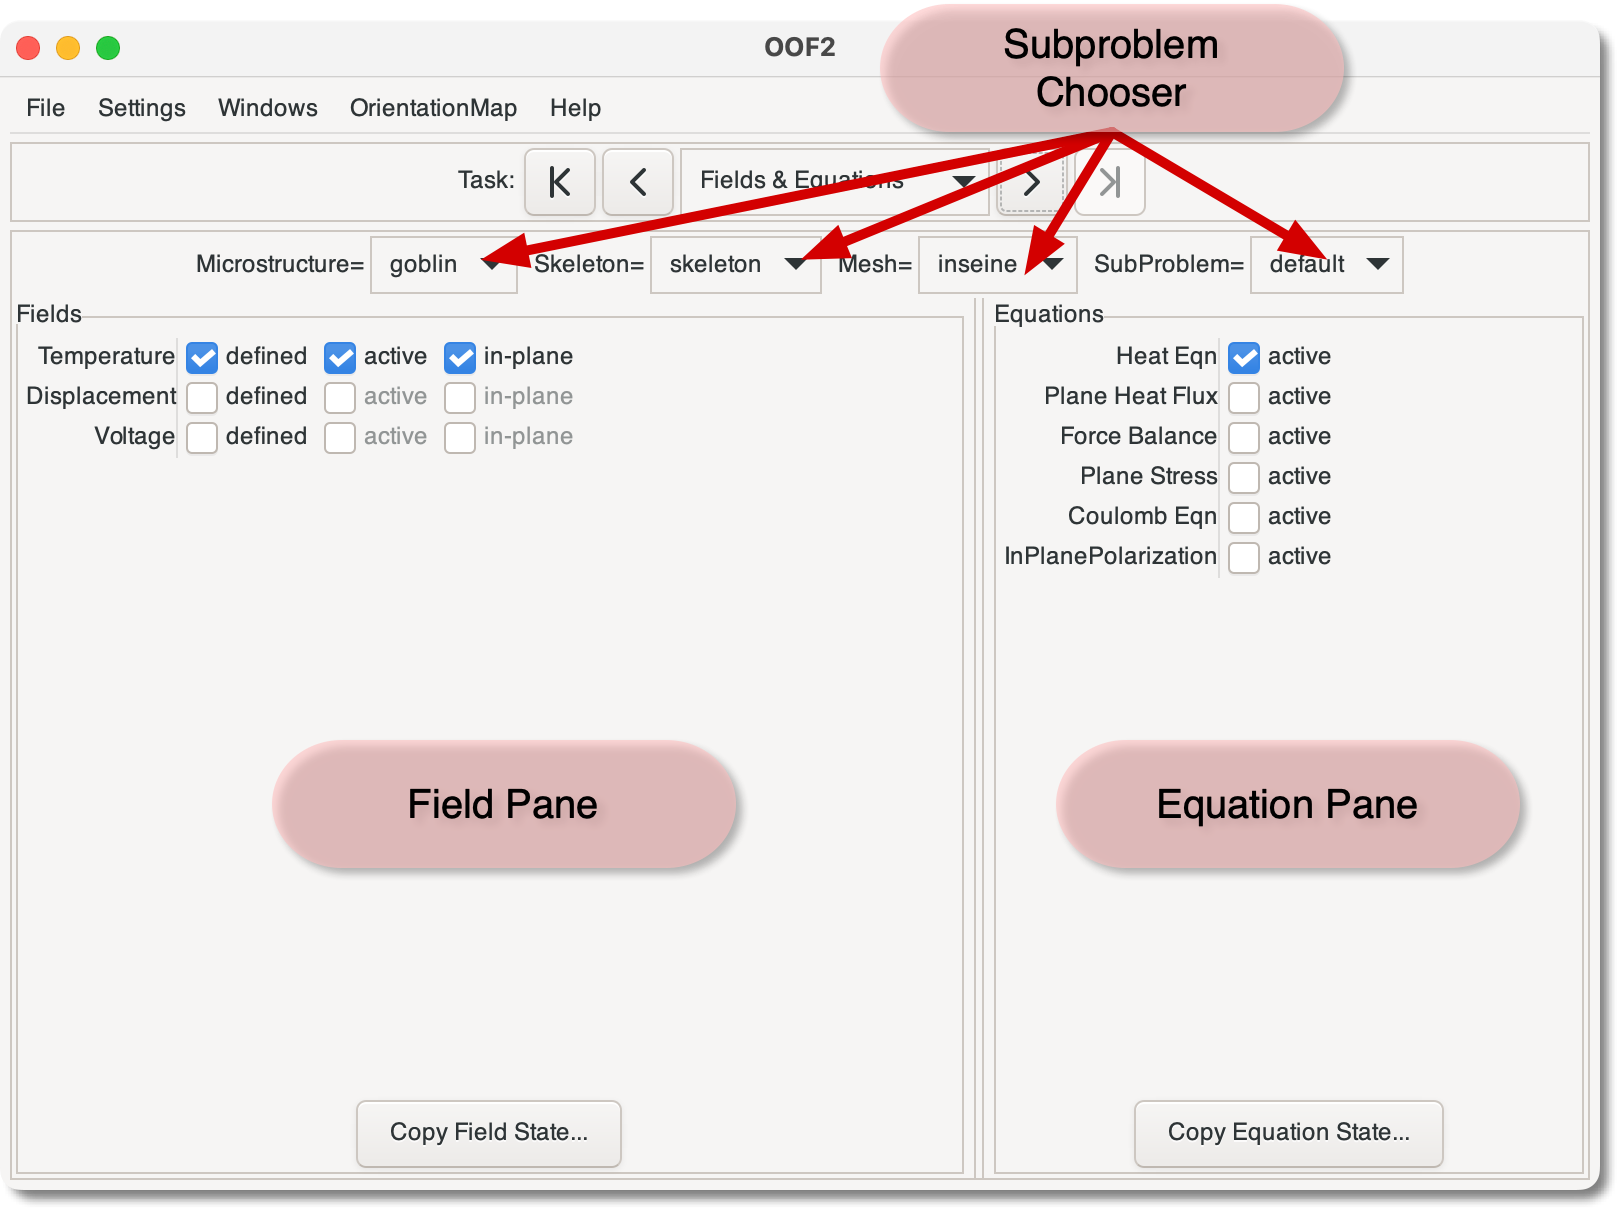 OOF2
Subproblem
Chooser
File Settings Windows OrientationMap Help
Task: Fields & Equations
Microstructure= goblin Skeleton= skeleton Mesh= inseine SubProblem= default
Fields
Temperature defined active in-plane
Displacement defined active in-plane
Voltage defined active in-plane
Equations
Heat Eqn active
Plane Heat Flux active
Force Balance active
Plane Stress active
Coulomb Eqn active
InPlanePolarization active
Field Pane
Equation Pane
Copy Field State...
Copy Equation State...